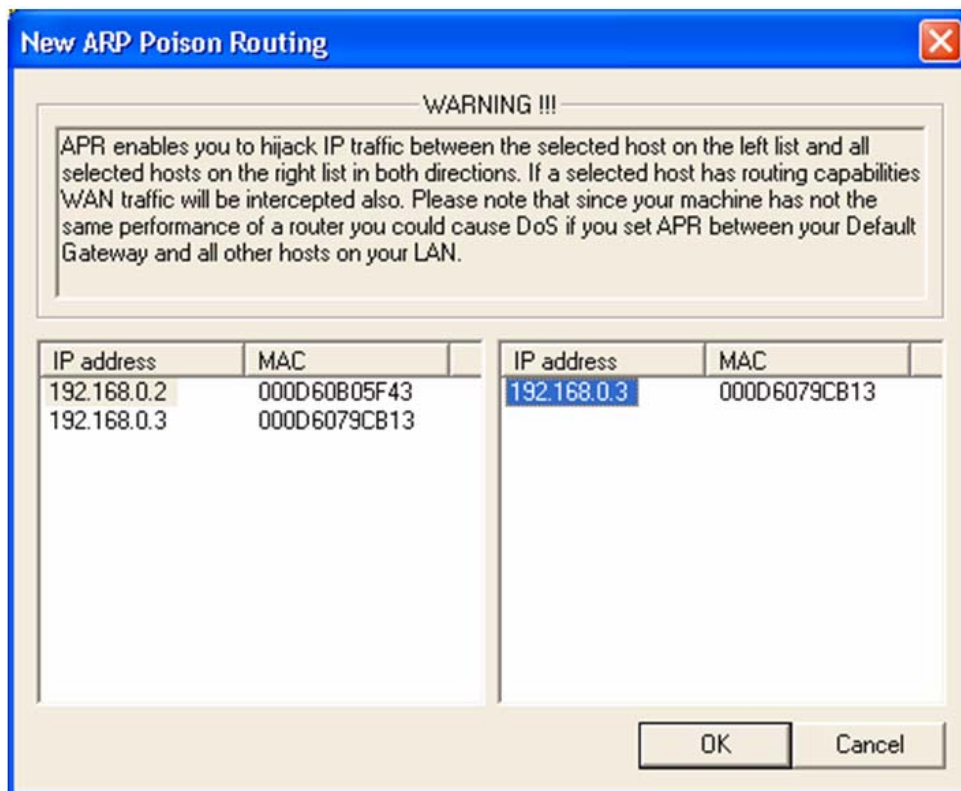 New ARP Poison Routing
WARNING !!!
APR enables you to hijack IP traffic between the selected host on the left list and all
selected hosts on the right list in both directions. If a selected host has routing capabilities
WAN traffic will be intercepted also. Please note that since your machine has not the
same performance of a router you could cause DoS if you set APR between your Default
Gateway and all other hosts on your LAN.
IP address MAC
192.168.0.2 000D60B05F43
192.168.0.3 000D6079CB13
IP address MAC
192.168.0.3 000D6079CB13
OK Cancel